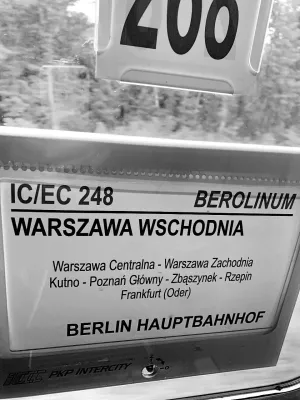 208
IC/EC 248 BEROLINUM
WARSZAWA WSCHODNIA
Warszawa Centralna - Warszawa Zachodnia
Kutno - Poznań Główny - Zbąszynek - Rzepin
Frankfurt (Oder)
BERLIN HAUPTBAHNHOF
PKP INTERCITY